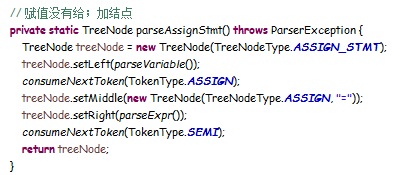 // 赋值没有给；加结点
private static TreeNode parseAssignStmt() throws ParserException {
TreeNode treeNode = new TreeNode(TreeNodeType.ASSIGN_STMT);
treeNode.setLeft(parseVariable());
consumeNextToken(TokenType.ASSIGN);
treeNode.setMiddle(new TreeNode(TreeNodeType.ASSIGN, "="));
treeNode.setRight(parseExpr());
consumeNextToken(TokenType.SEMI);
return treeNode;
}